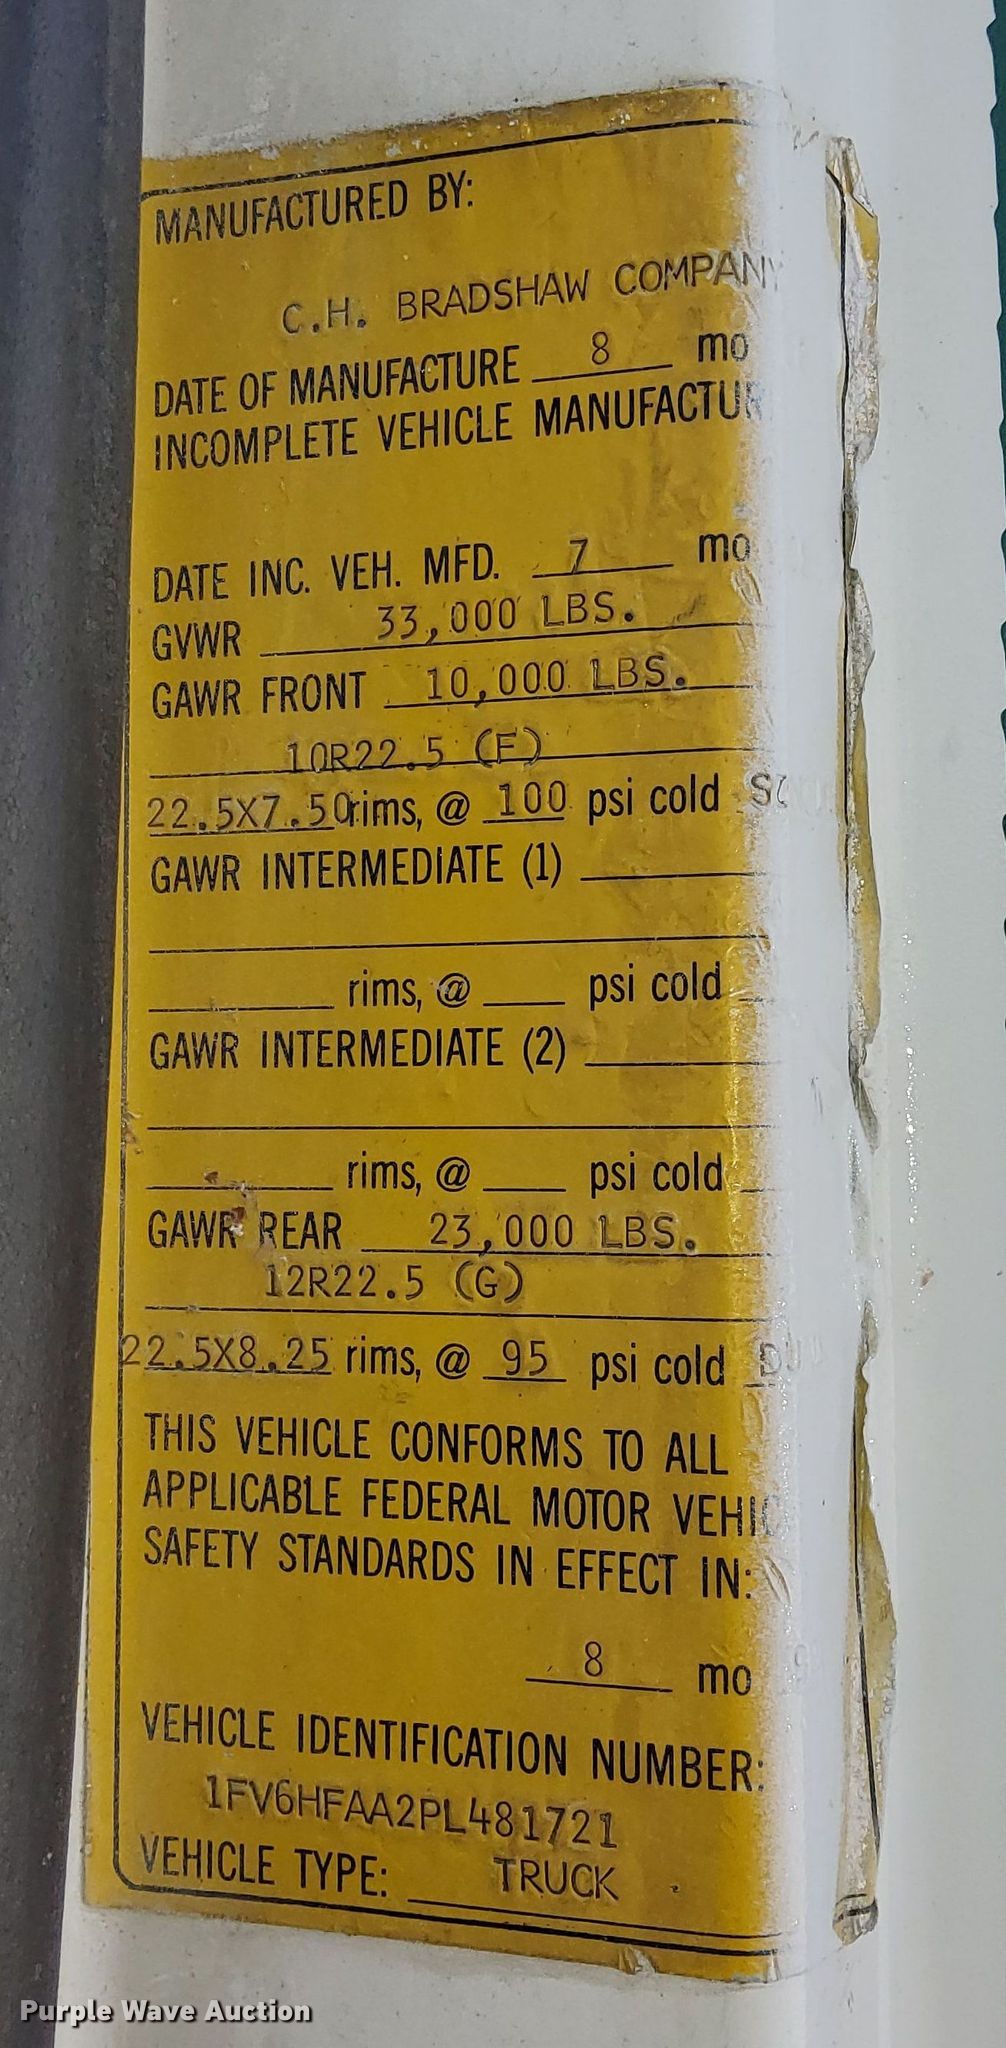 MANUFACTURED BY:
C.H. BRADSHAW COMPANY
DATE OF MANUFACTURE 8 mo
INCOMPLETE VEHICLE MANUFACTUR
DATE INC. VEH. MFD. 7 mo
GVWR 33,000 LBS.
GAWR FRONT 10,000 LBS.
10R22.5 (F)
22.5X7.50 rims, @ 100 psi cold
GAWR INTERMEDIATE (1)
rims, @ psi cold
GAWR INTERMEDIATE (2)
rims, @ psi cold
GAWR REAR 23,000 LBS.
12R22.5 (G)
22.5X8.25 rims, @ 95 psi cold
THIS VEHICLE CONFORMS TO ALL
APPLICABLE FEDERAL MOTOR VEHIC
SAFETY STANDARDS IN EFFECT IN:
8 mo
VEHICLE IDENTIFICATION NUMBER:
1FV6HFAA2PL481721
VEHICLE TYPE: TRUCK
Purple Wave Auction